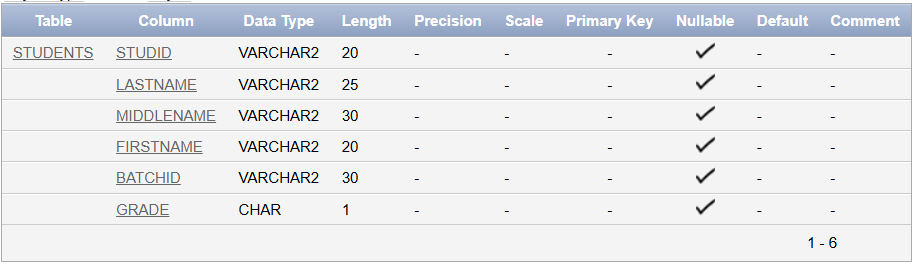 Table Column Data Type Length Precision Scale Primary Key Nullable Default Comment
STUDENTS STUDID VARCHAR2 20 - - - - -
LASTNAME VARCHAR2 25 - - - - -
MIDDLENAME VARCHAR2 30 - - - - -
FIRSTNAME VARCHAR2 20 - - - - -
BATCHID VARCHAR2 30 - - - - -
GRADE CHAR 1 - - - - -
1 - 6